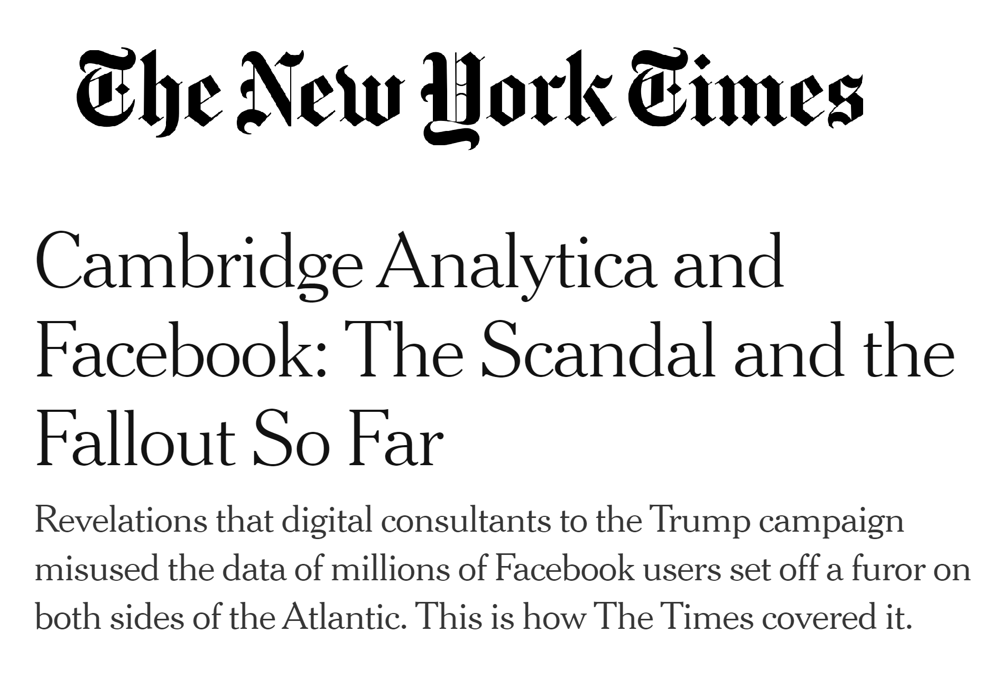 The New York Times
Cambridge Analytica and
Facebook: The Scandal and the
Fallout So Far
Revelations that digital consultants to the Trump campaign
misused the data of millions of Facebook users set off a furor on
both sides of the Atlantic. This is how The Times covered it.